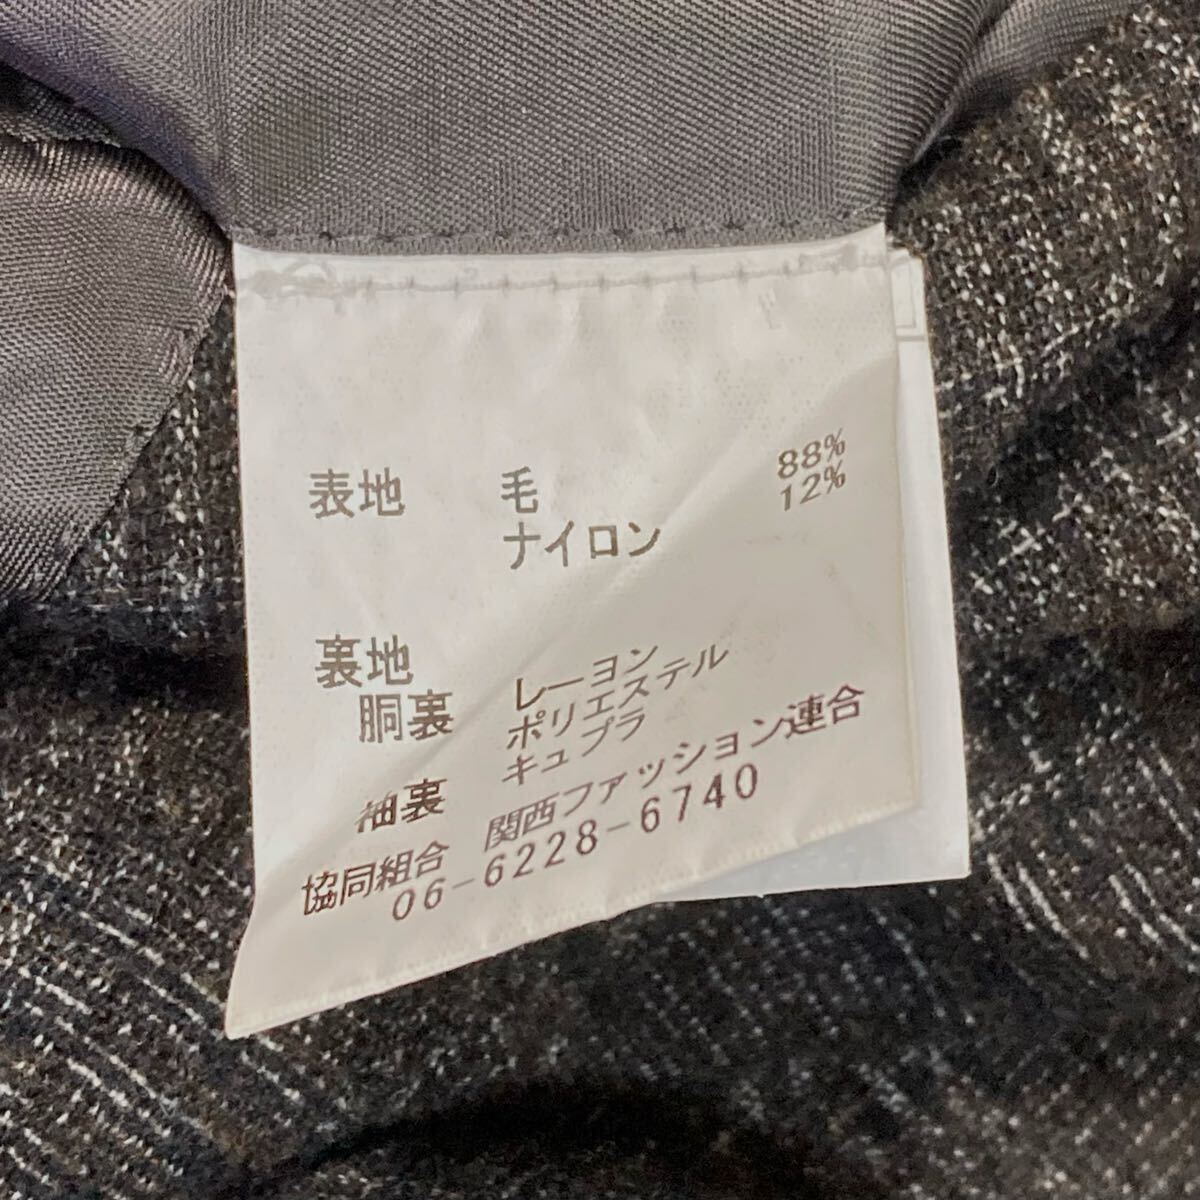 表地 毛 88%
ナイロン 12%
裏地
胴裏 レーヨン
ポリエステル
袖裏 キュプラ
協同組合 関西ファッション連合
06-6228-6740